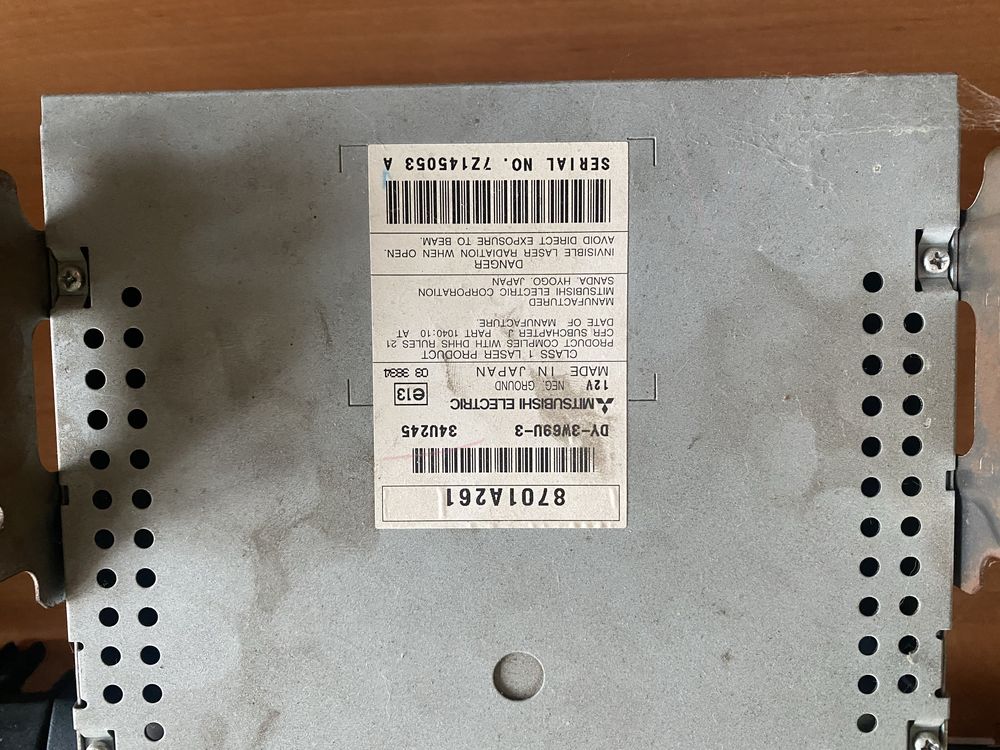 8701A261
DY-3W69U-3 34U245
MITSUBISHI ELECTRIC
12V NEG. GROUND e13
MADE IN JAPAN 03 3884
CLASS 1 LASER PRODUCT
PRODUCT COMPLIES WITH DHHS RULES 21
CFR SUBCHAPTER J PART 1040:10 AT
DATE OF MANUFACTURE.
MANUFACTURED
MITSUBISHI ELECTRIC CORPORATION
SANDA, HYOGO, JAPAN
DANGER
INVISIBLE LASER RADIATION WHEN OPEN.
AVOID DIRECT EXPOSURE TO BEAM.
SERIAL NO. 7Z145053 A